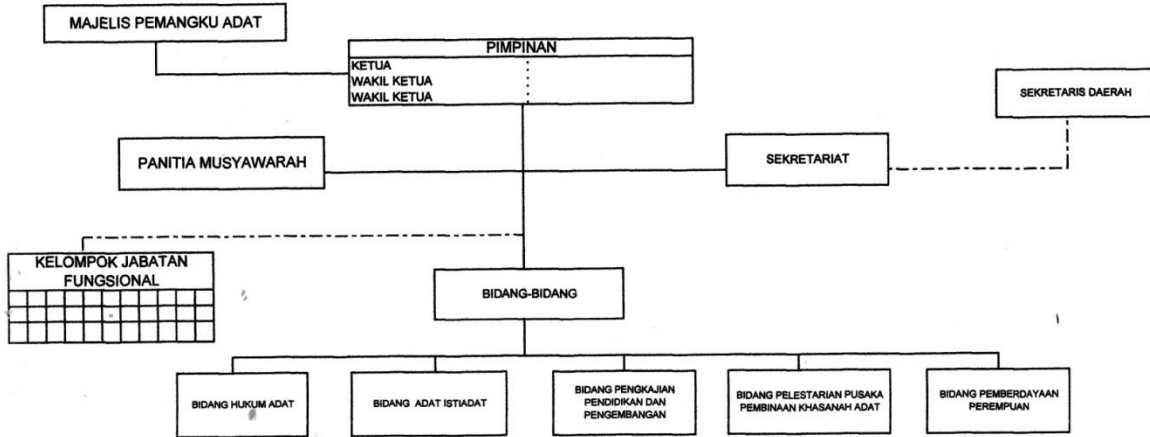 MAJELIS PEMANGKU ADAT
PIMPINAN
KETUA
WAKIL KETUA
WAKIL KETUA
SEKRETARIS DAERAH
PANITIA MUSYAWARAH
SEKRETARIAT
KELOMPOK JABATAN
FUNGSIONAL
BIDANG-BIDANG
BIDANG HUKUM ADAT
BIDANG ADAT ISTIADAT
BIDANG PENGKAJIAN
PENDIDIKAN DAN
PENGEMBANGAN
BIDANG PELESTARIAN PUSAKA
PEMBINAAN KHASANAH ADAT
BIDANG PEMBERDAYAAN
PEREMPUAN